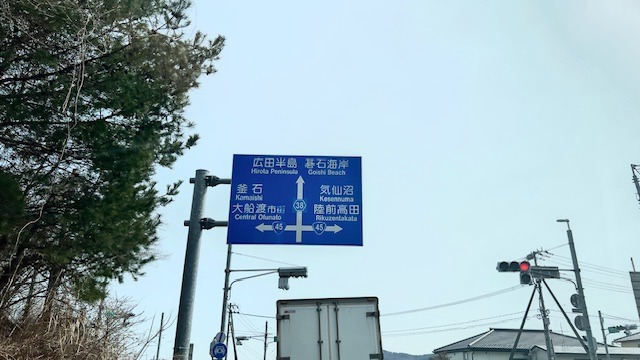 広田半島 碁石海岸
Hirota Peninsula Goishi Beach
釜石 気仙沼
Kamaishi Kesennuma
大船渡市街 38 陸前高田
Central Ofunato Rikuzentakata
45 45